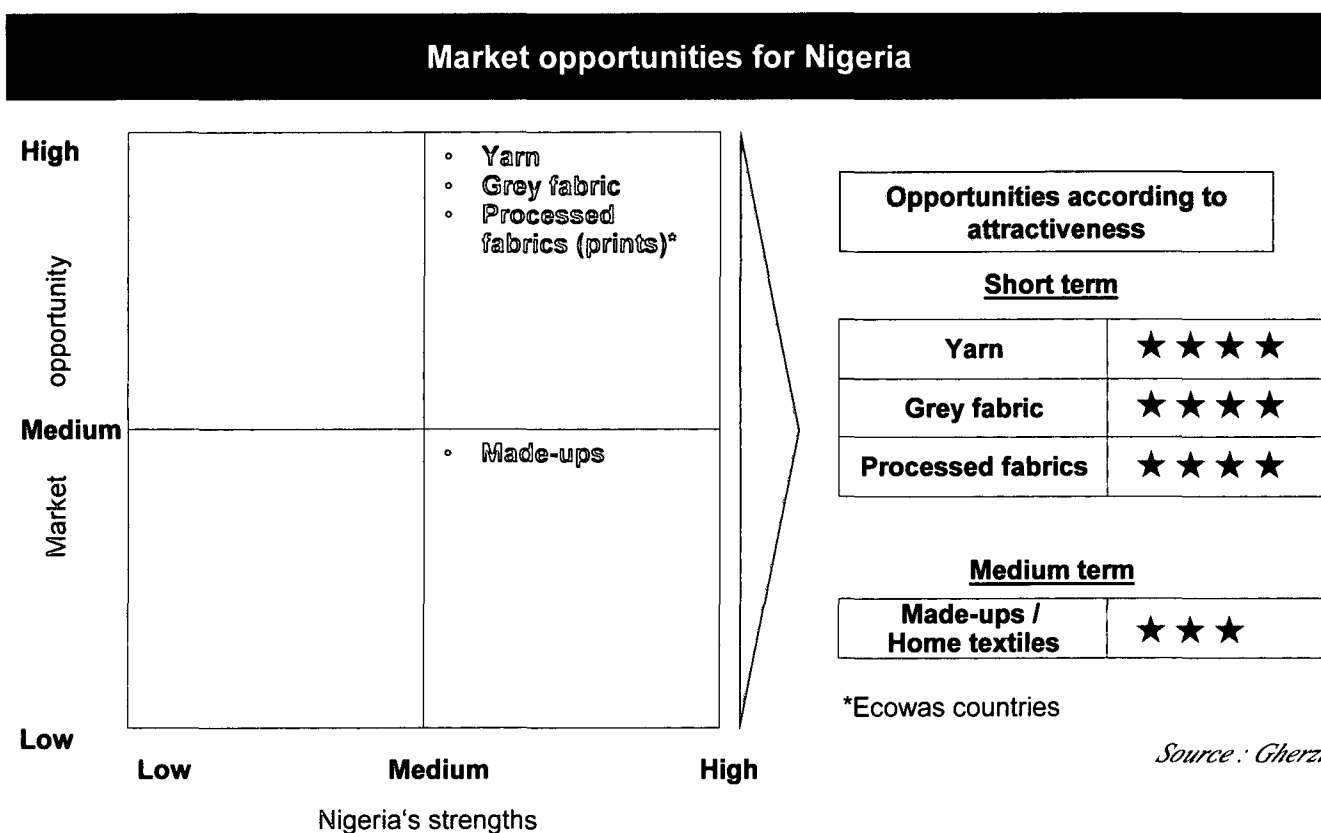 Market opportunities for Nigeria
High
Medium
Low
Market opportunity
◦ Yarn
◦ Grey fabric
◦ Processed
fabrics (prints)*
◦ Made-ups
Low Medium High
Nigeria's strengths
Opportunities according to
attractiveness
Short term
Yarn ★ ★ ★ ★
Grey fabric ★ ★ ★ ★
Processed fabrics ★ ★ ★ ★
Medium term
Made-ups /
Home textiles ★ ★ ★
*Ecowas countries
Source : Gherzi